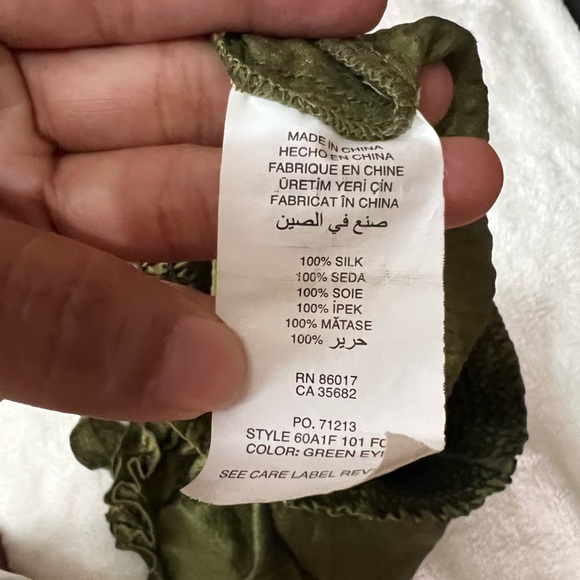 MADE IN CHINA
HECHO EN CHINA
FABRIQUE EN CHINE
ÜRETİM YERİ ÇİN
FABRICAT ÎN CHINA
صنع في الصين
100% SILK
100% SEDA
100% SOIE
100% İPEK
100% MĂTASE
100% حرير
RN 86017
CA 35682
PO. 71213
STYLE 60A1F 101
COLOR: GREEN
SEE CARE LABEL